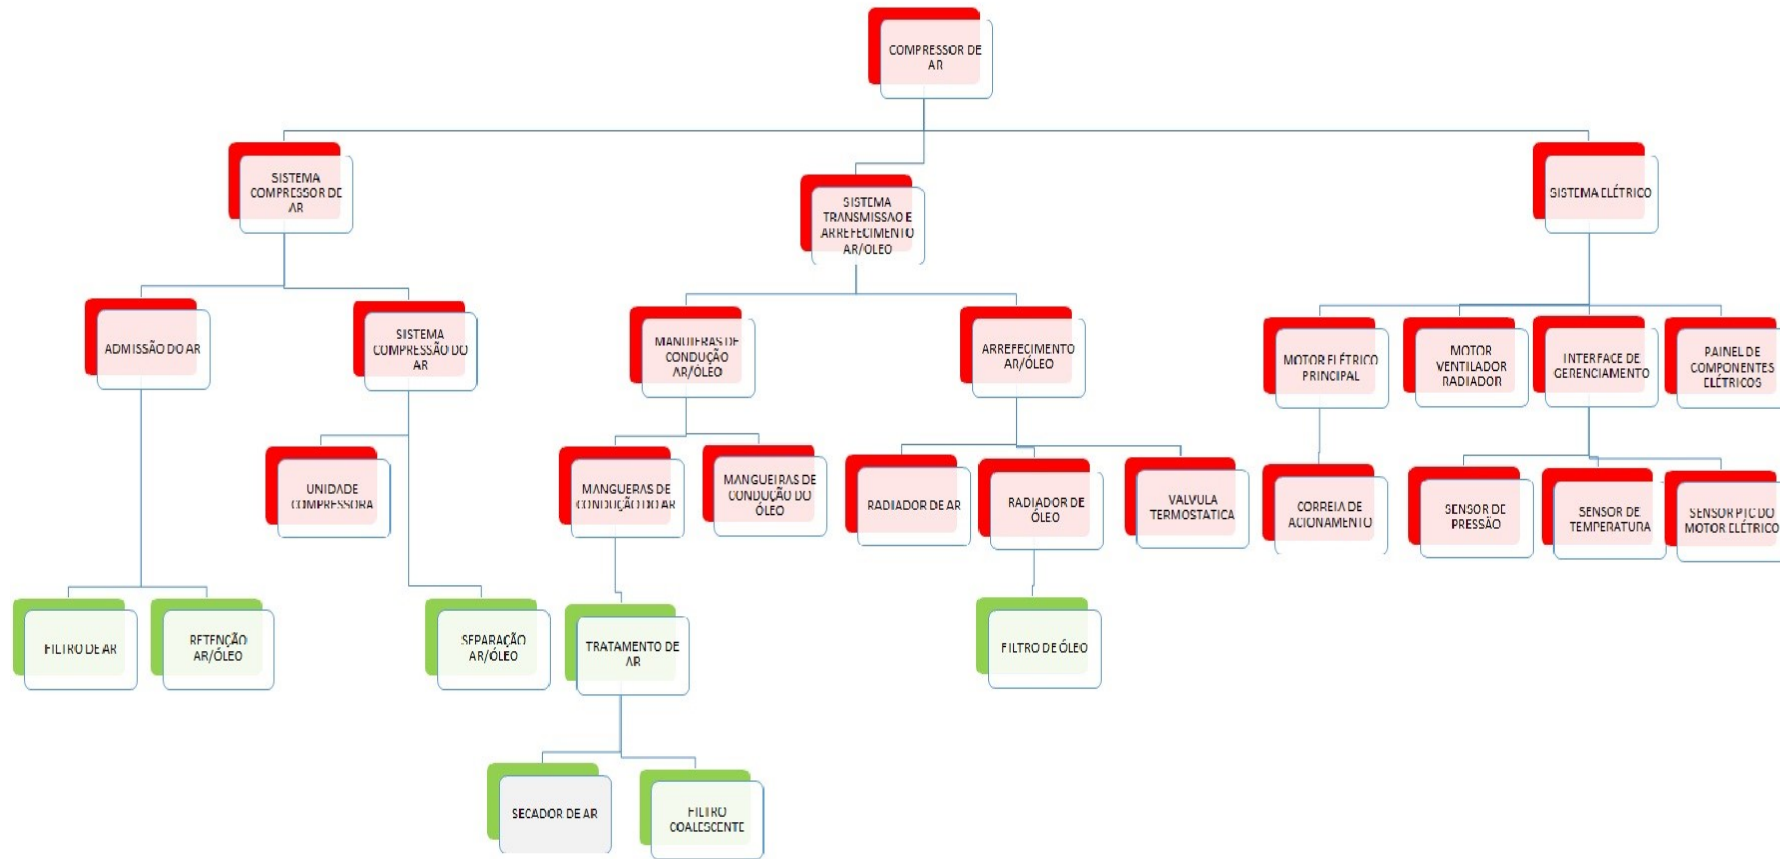 COMPRESSOR DE
AR
SISTEMA
COMPRESSOR DE
AR
SISTEMA
TRANSMISSAO E
ARREFECIMENTO
AR/OLEO
SISTEMA ELÉTRICO
ADMISSÃO DO AR
SISTEMA
COMPRESSÃO DO
AR
MANUIERAS DE
CONDUÇÃO
AR/ÓLEO
ARREFECIMENTO
AR/ÓLEO
MOTOR ELÉTRICO
PRINCIPAL
MOTOR
VENTILADOR
RADIADOR
INTERFACE DE
GERENCIAMENTO
PAINEL DE
COMPONENTES
ELÉTRICOS
UNIDADE
COMPRESSORA
MANGUERAS DE
CONDUÇÃO DO AR
MANGUEIRAS DE
CONDUÇÃO DO
ÓLEO
RADIADOR DE AR
RADIADOR DE
ÓLEO
VALVULA
TERMOSTATICA
CORREIA DE
ACIONAMENTO
SENSOR DE
PRESSÃO
SENSOR DE
TEMPERATURA
SENSOR PTC DO
MOTOR ELÉTRICO
FILTRO DE AR
RETENÇÃO
AR/ÓLEO
SEPARAÇÃO
AR/ÓLEO
TRATAMENTO DE
AR
FILTRO DE ÓLEO
SECADOR DE AR
FILTRO
COALESCENTE